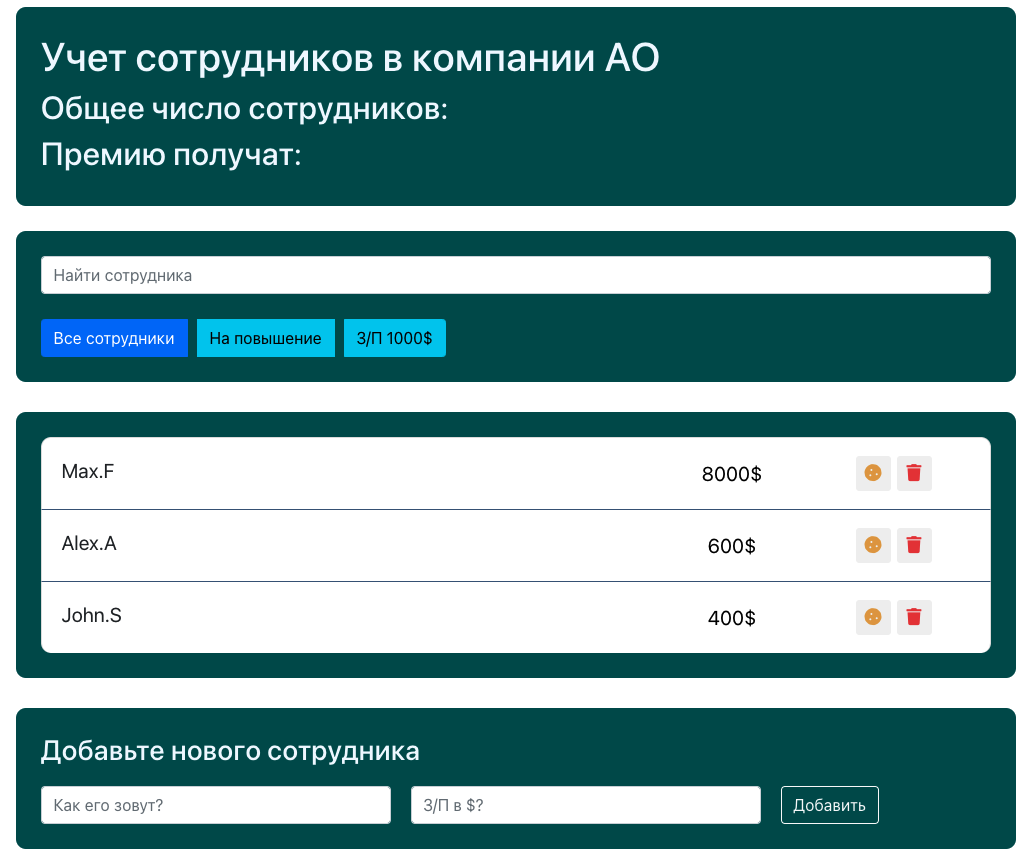 Учет сотрудников в компании АО
Общее число сотрудников:
Премию получат:
Найти сотрудника
Все сотрудники На повышение З/П 1000$
Max.F 8000$
Alex.A 600$
John.S 400$
Добавьте нового сотрудника
Как его зовут? З/П в $? Добавить